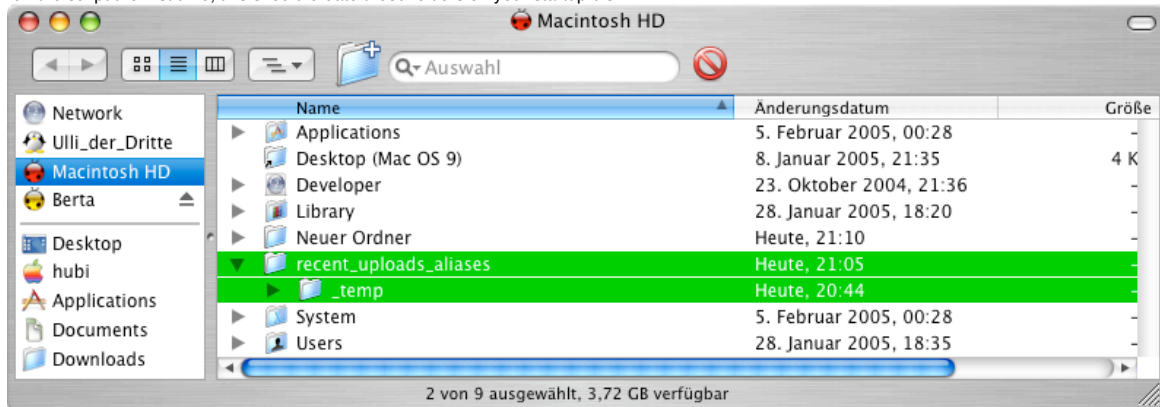 Macintosh HD
Auswahl
Network
Ulli_der_Dritte
Macintosh HD
Berta
Desktop
hubi
Applications
Documents
Downloads
Name Änderungsdatum Größe
Applications 5. Februar 2005, 00:28 –
Desktop (Mac OS 9) 8. Januar 2005, 21:35 4 K
Developer 23. Oktober 2004, 21:36 –
Library 28. Januar 2005, 18:20 –
Neuer Ordner Heute, 21:10 –
recent_uploads_aliases Heute, 21:05 –
_temp Heute, 20:44 –
System 5. Februar 2005, 00:28 –
Users 28. Januar 2005, 18:35 –
2 von 9 ausgewählt, 3,72 GB verfügbar